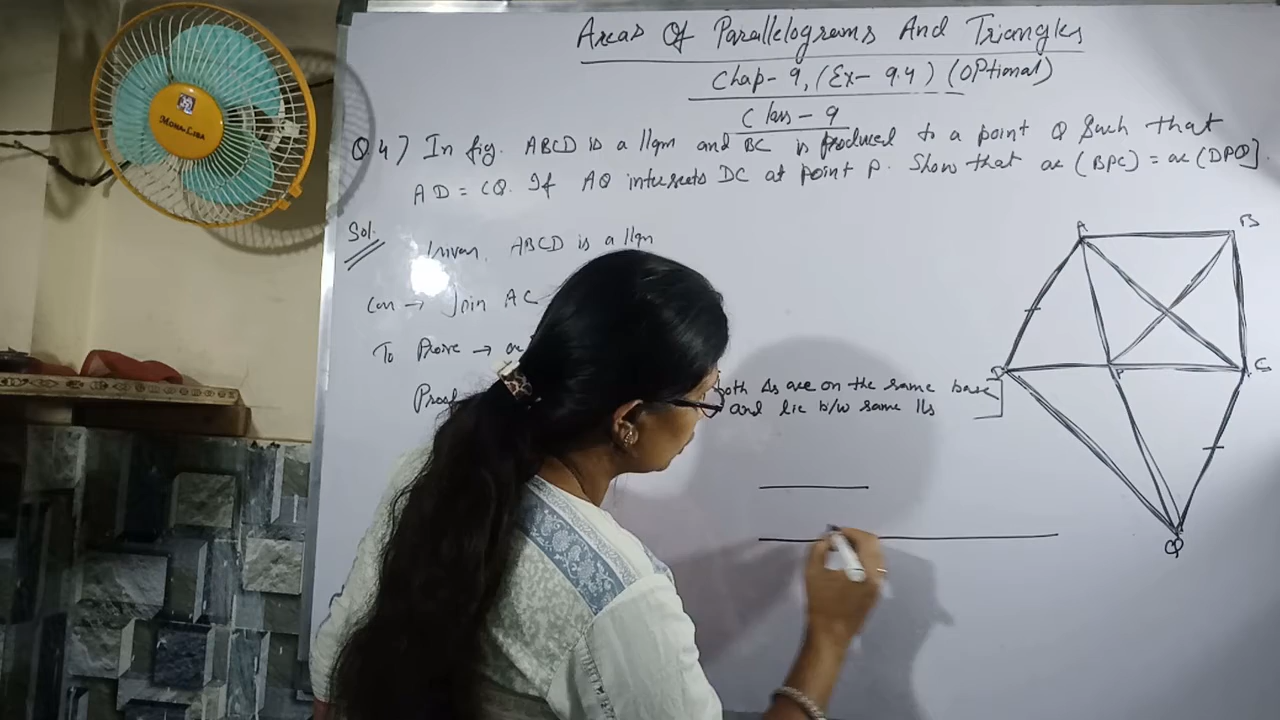 Areas Of Parallelograms And Triangles
Chap-9, (Ex-9.4) (Optional)
Class-9
Q 4) In fig. ABCD is a llgm and BC is produced to a point Q such that
AD = CQ. If AQ intersects DC at point P. Show that ar (BPC) = ar (DPQ).
Sol.
Given, ABCD is a llgm
Con → Join AC
To Prove → ar
Proof
both Δs are on the same base
and lie b/w same lls
A
B
D
P
C
Q
MONA-LISA